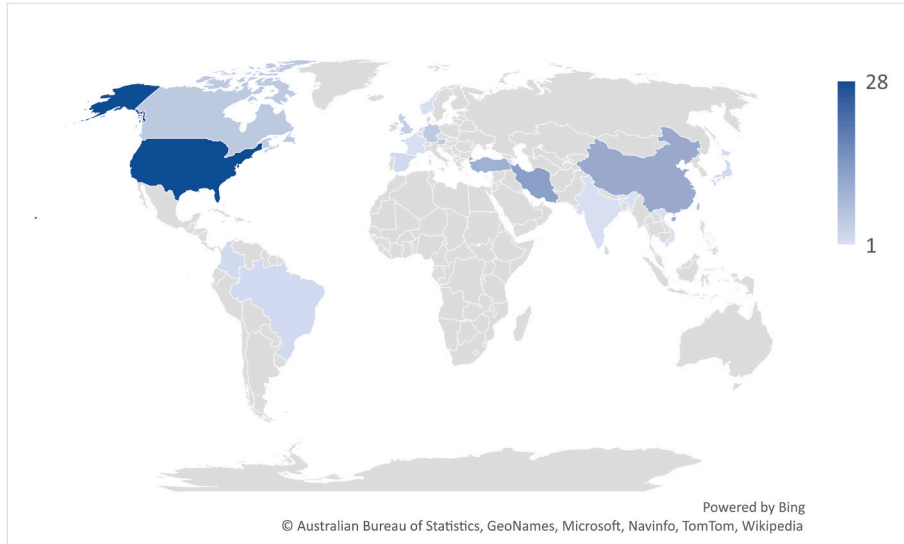 28
1
Powered by Bing
© Australian Bureau of Statistics, GeoNames, Microsoft, Navinfo, TomTom, Wikipedia